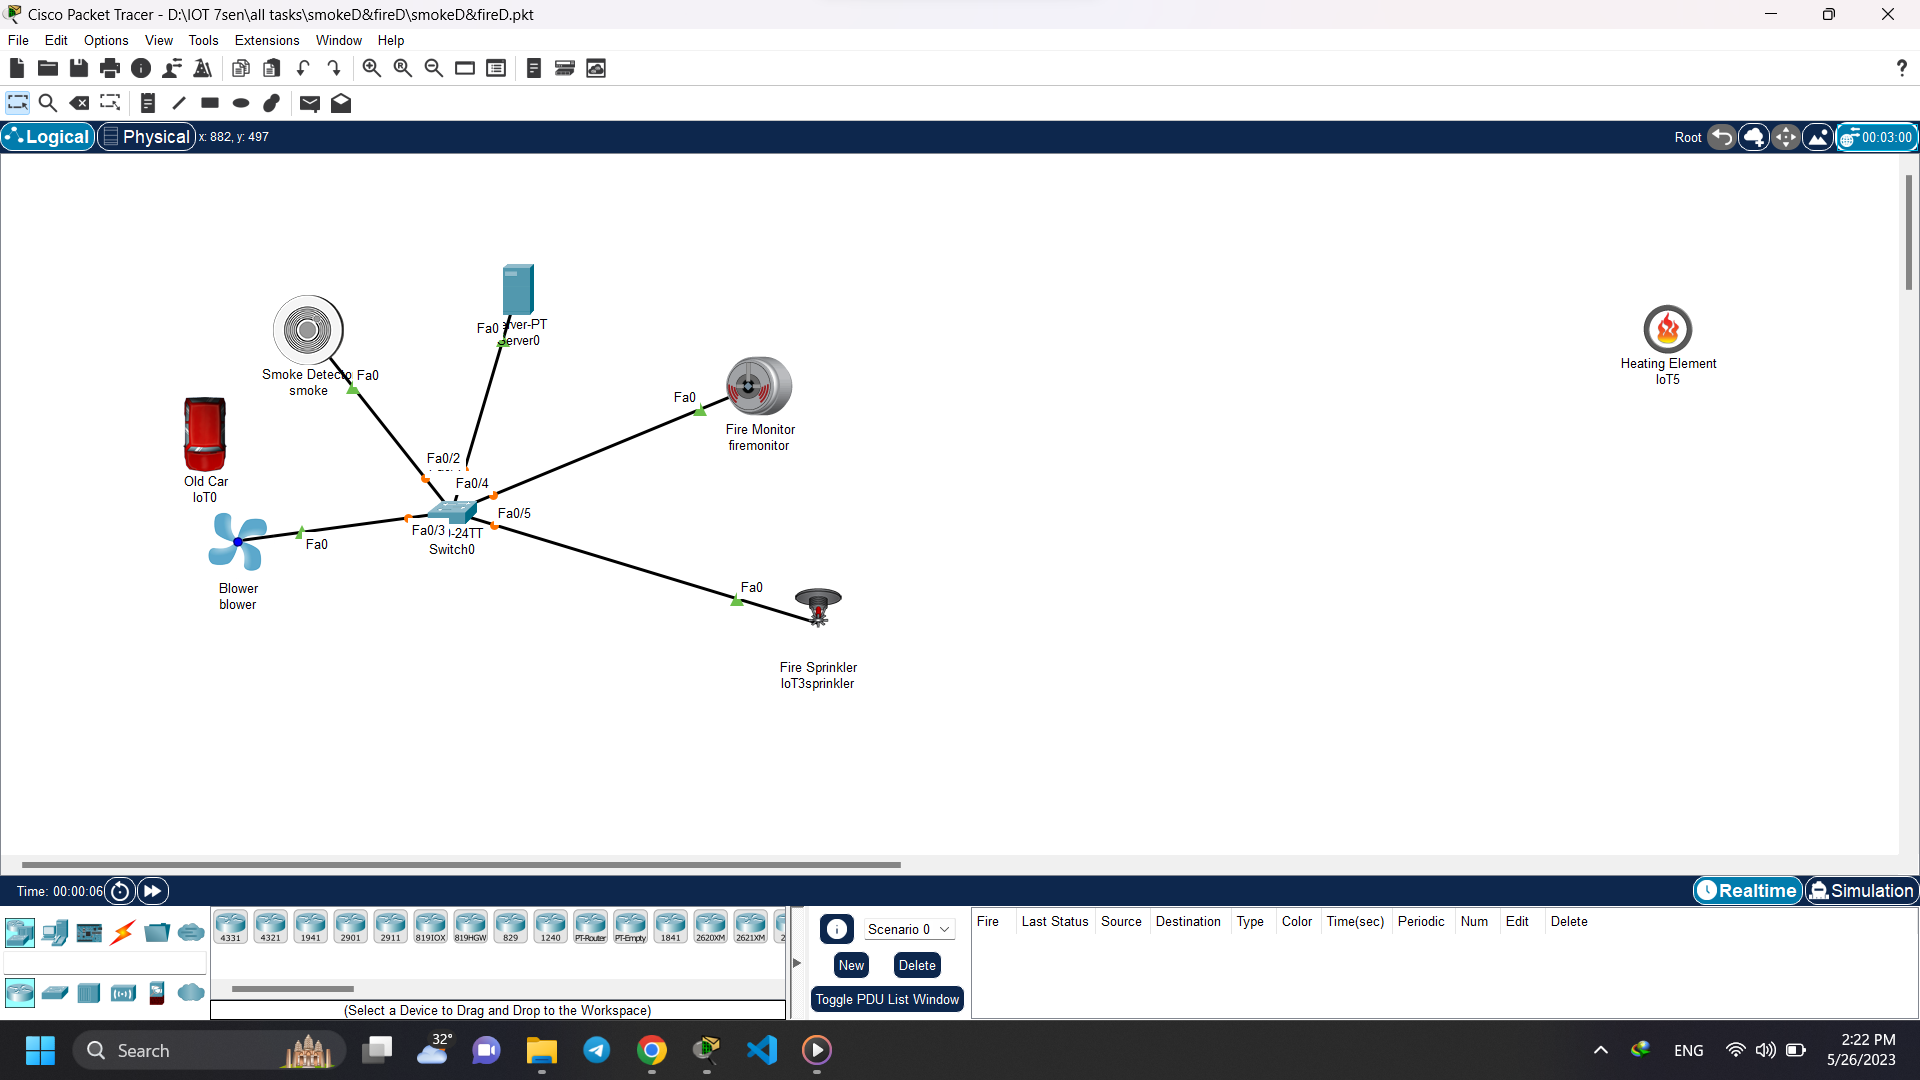 Cisco Packet Tracer - D:\IOT 7sen\all tasks\smokeD&fireD\smokeD&fireD.pkt
File Edit Options View Tools Extensions Window Help
?
Logical Physical x: 882, y: 497 Root 00:03:00
Fa0 rver-PT
erver0
Smoke Detecto Fa0
smoke
Fa0
Fire Monitor
firemonitor
Heating Element
IoT5
Old Car
IoT0
Fa0/2
Fa0/4
Fa0/5
Fa0/3 -24TT
Switch0
Fa0
Blower
blower
Fa0
Fire Sprinkler
IoT3sprinkler
Time: 00:00:06 Realtime Simulation
4331 4321 1941 2901 2911 819IOX 819HGW 829 1240 PT-Router PT-Empty 1841 2620XM 2621XM 2
(Select a Device to Drag and Drop to the Workspace)
Scenario 0
New Delete
Toggle PDU List Window
Fire Last Status Source Destination Type Color Time(sec) Periodic Num Edit Delete
Search
32°
ENG
2:22 PM
5/26/2023